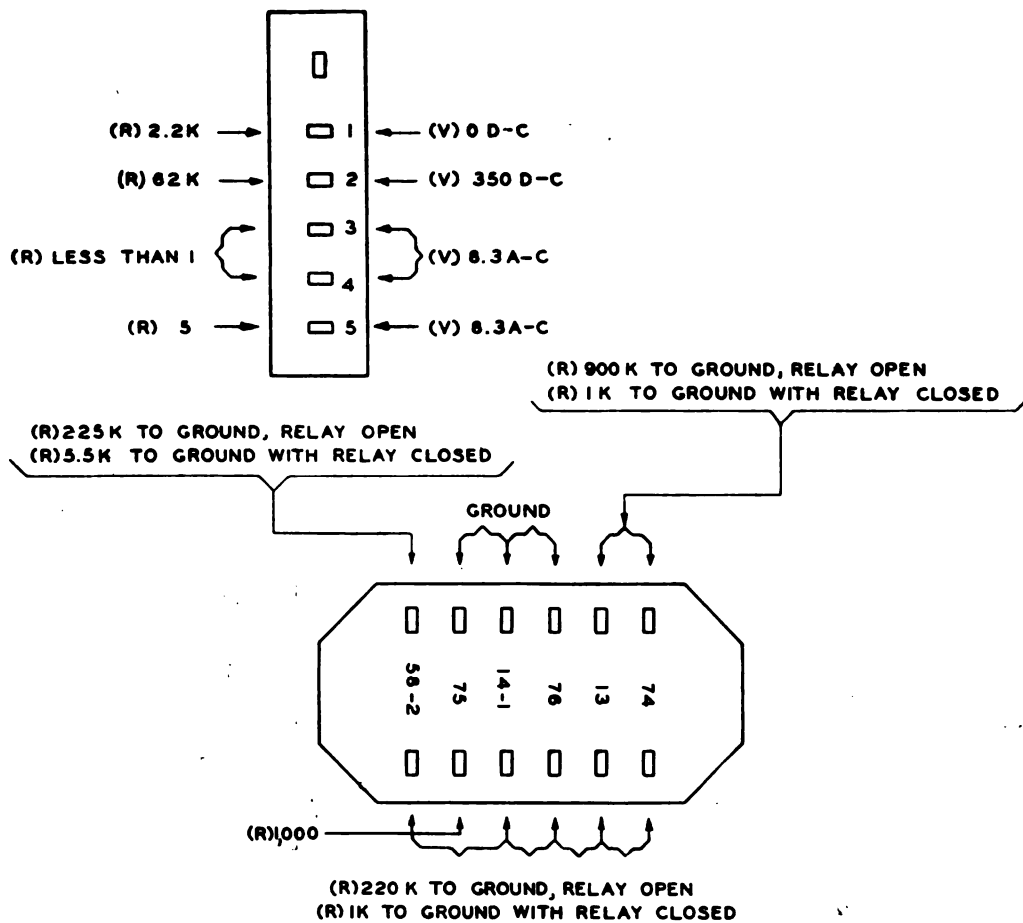 (R) 2.2K
1
(V) 0 D-C
(R) 62K
2
(V) 350 D-C
3
(R) LESS THAN 1
(V) 6.3 A-C
4
(R) 5
5
(V) 6.3 A-C
(R) 900 K TO GROUND, RELAY OPEN
(R) 1 K TO GROUND WITH RELAY CLOSED
(R) 225 K TO GROUND, RELAY OPEN
(R) 5.5K TO GROUND WITH RELAY CLOSED
GROUND
58-2
75
14-1
76
13
74
(R) 1,000
(R) 220 K TO GROUND, RELAY OPEN
(R) 1K TO GROUND WITH RELAY CLOSED